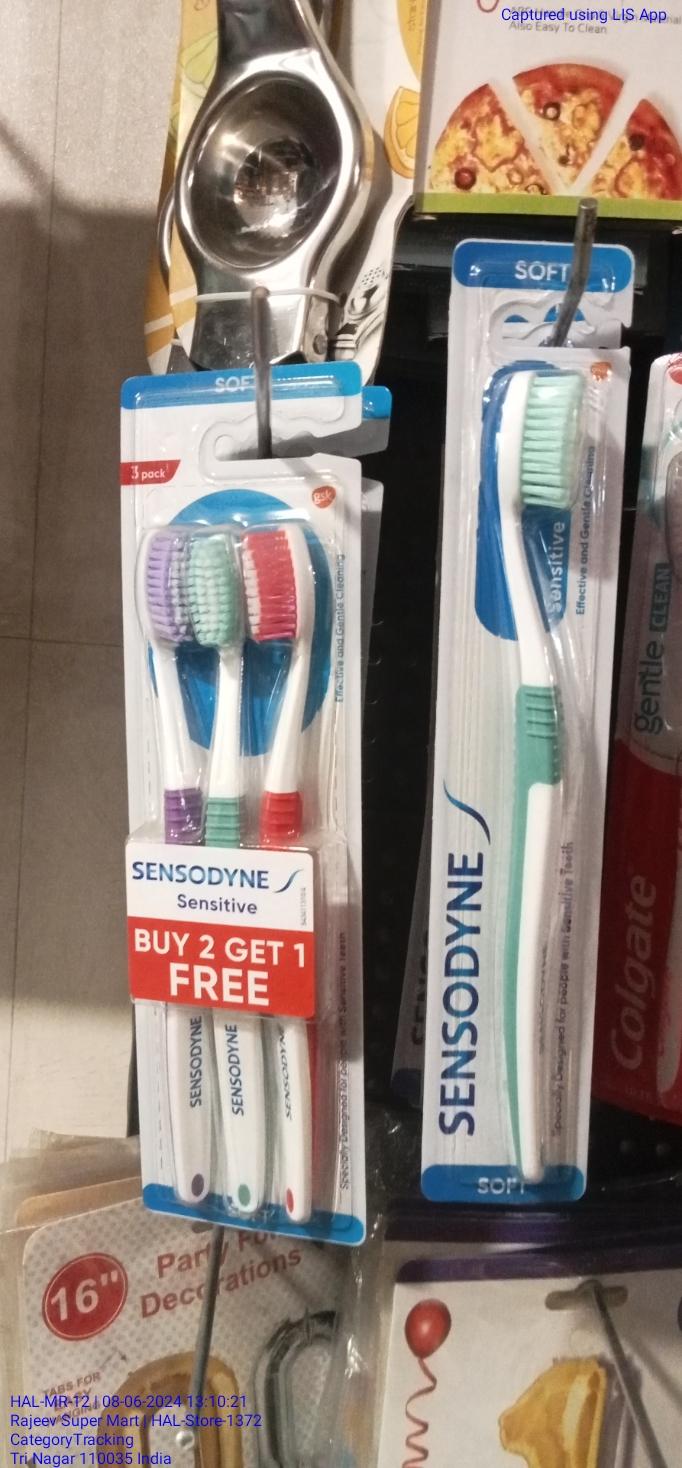 Captured using LIS App
Also Easy To Clean
SOFT
SOFT
3 pack
gsk
Effective and Gentle Cleaning
SENSODYNE
Sensitive
BUY 2 GET 1
FREE
SENSODYNE
SENSODYNE
SENSODYNE
Specially Designed for people with Sensitive Teeth
Sensitive
Effective and Gentle Cleaning
SENSODYNE
Specially Designed for people with Sensitive Teeth
SOFT
gentle CLEAN
Colgate
16"
Party
Decorations
TABS FOR
HAL-MR-12 | 08-06-2024 13:10:21
Rajeev Super Mart | HAL-Store-1372
CategoryTracking
Tri Nagar 110035 India